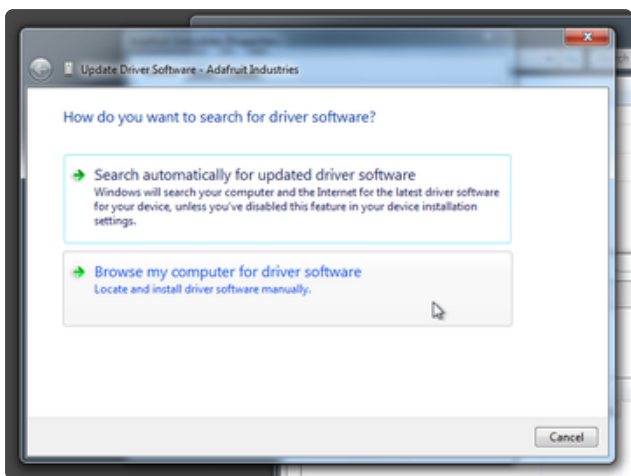 Update Driver Software - Adafruit Industries
How do you want to search for driver software?
Search automatically for updated driver software
Windows will search your computer and the Internet for the latest driver software
for your device, unless you've disabled this feature in your device installation
settings.
Browse my computer for driver software
Locate and install driver software manually.
Cancel